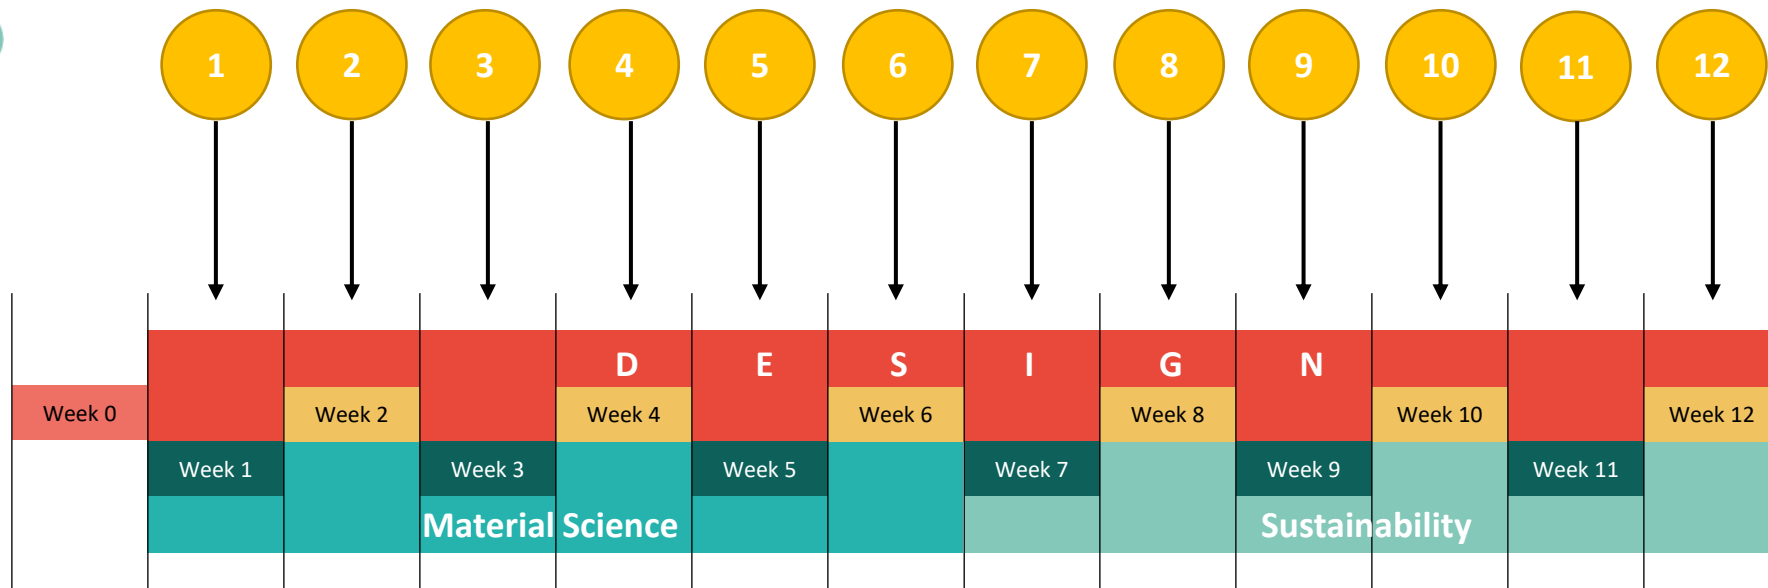 1 2 3 4 5 6 7 8 9 10 11 12
D E S I G N
Week 0 Week 2 Week 4 Week 6 Week 8 Week 10 Week 12
Week 1 Week 3 Week 5 Week 7 Week 9 Week 11
Material Science Sustainability